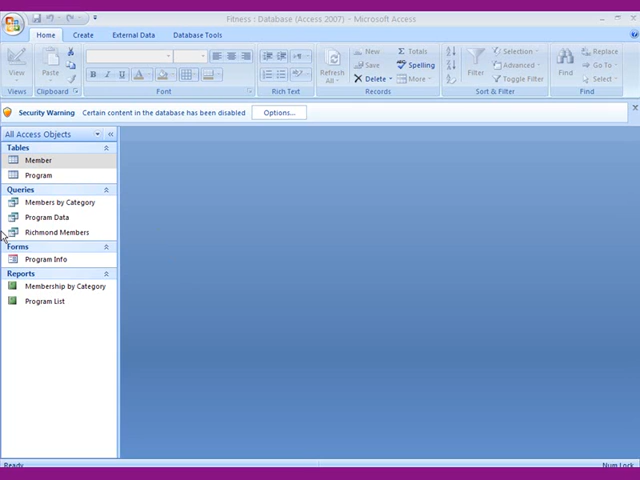 Fitness : Database (Access 2007) - Microsoft Access
Home Create External Data Database Tools
View
Views
Paste
Clipboard
B I U
Font
Rich Text
Refresh All
New
Save
Delete
Totals
Spelling
More
Records
Filter
Selection
Advanced
Toggle Filter
Sort & Filter
Find
Replace
Go To
Select
Find
Security Warning Certain content in the database has been disabled Options...
All Access Objects
Tables
Member
Program
Queries
Members by Category
Program Data
Richmond Members
Forms
Program Info
Reports
Membership by Category
Program List
Ready Num Lock